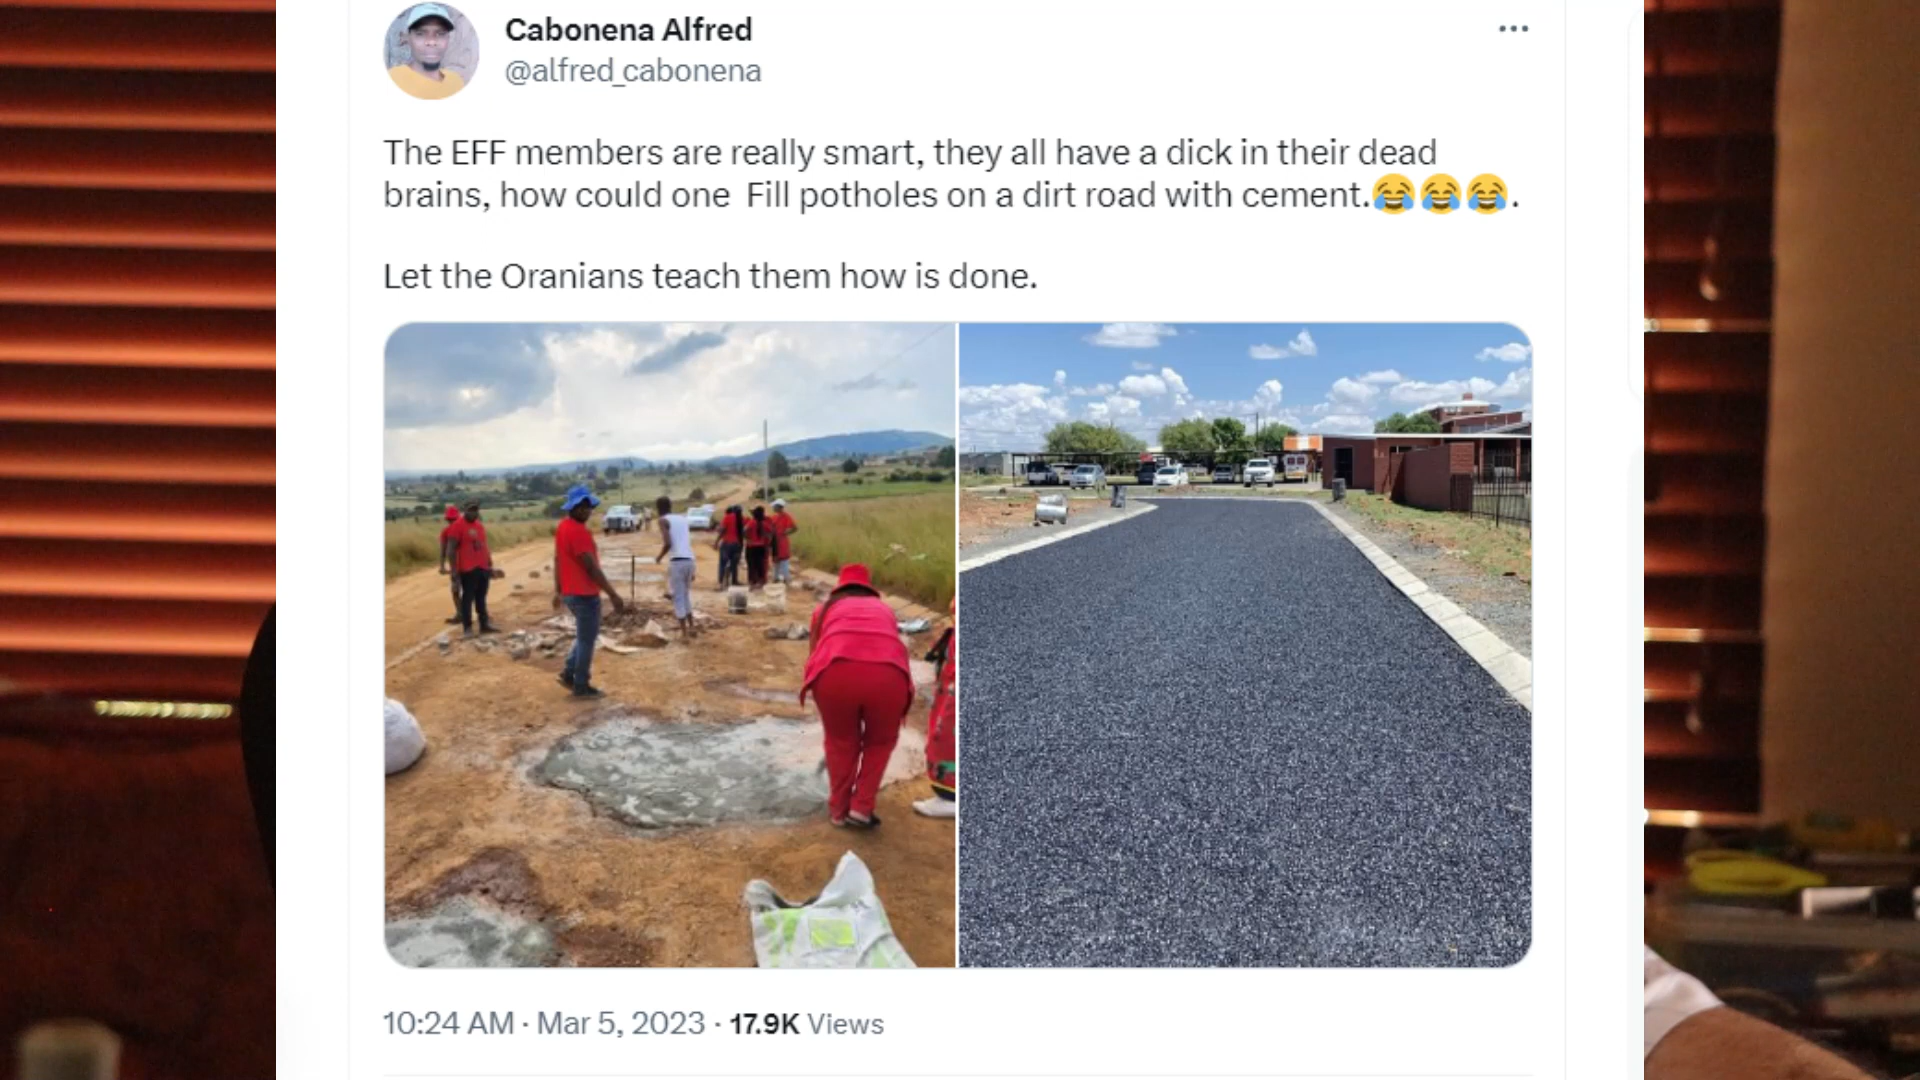 Cabonena Alfred
@alfred_cabonena
The EFF members are really smart, they all have a dick in their dead
brains, how could one Fill potholes on a dirt road with cement.😂😂😂.
Let the Oranians teach them how is done.
10:24 AM · Mar 5, 2023 · 17.9K Views